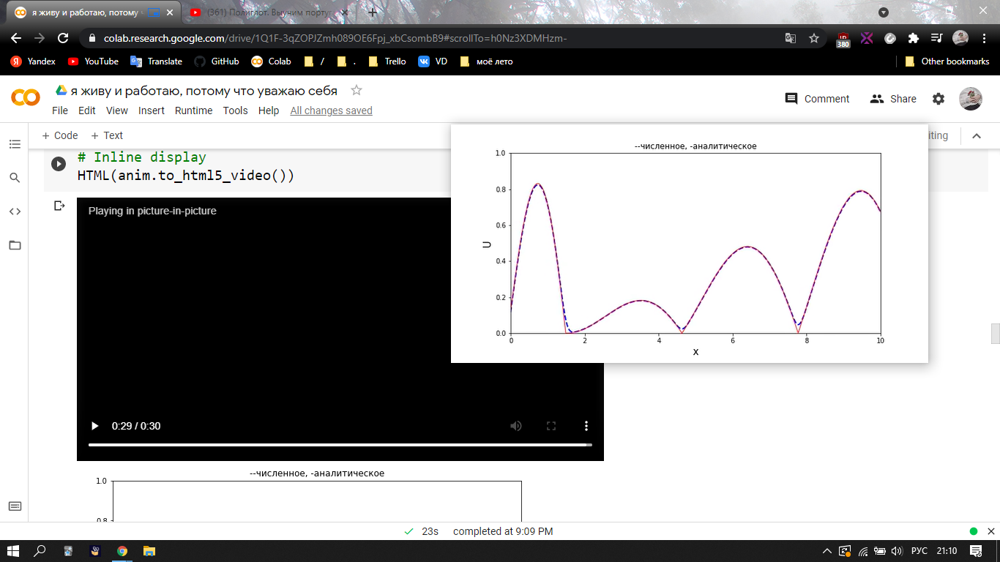 я живу и работаю, потому
(361) Полиглот. Выучим португ
colab.research.google.com/drive/1Q1F-3qZOPJZmh089OE6Fpj_xbCsombB9#scrollTo=h0Nz3XDMHzm-
380
Yandex YouTube Translate GitHub Colab / . Trello VD моё лето Other bookmarks
я живу и работаю, потому что уважаю себя
Comment Share
File Edit View Insert Runtime Tools Help All changes saved
+ Code + Text
iting
# Inline display
HTML(anim.to_html5_video())
Playing in picture-in-picture
0:29 / 0:30
--численное, -аналитическое
1.0
0.8
0.6
0.4
0.2
0.0
U
0 2 4 6 8 10
x
--численное, -аналитическое
1.0
0.8
23s completed at 9:09 PM
РУС 21:10